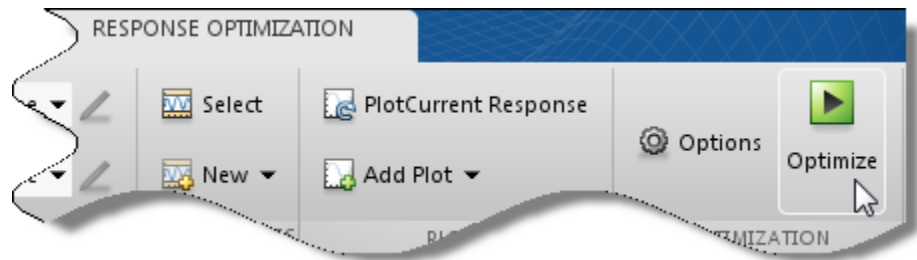 RESPONSE OPTIMIZATION
Select
PlotCurrent Response
Options
Optimize
New
Add Plot